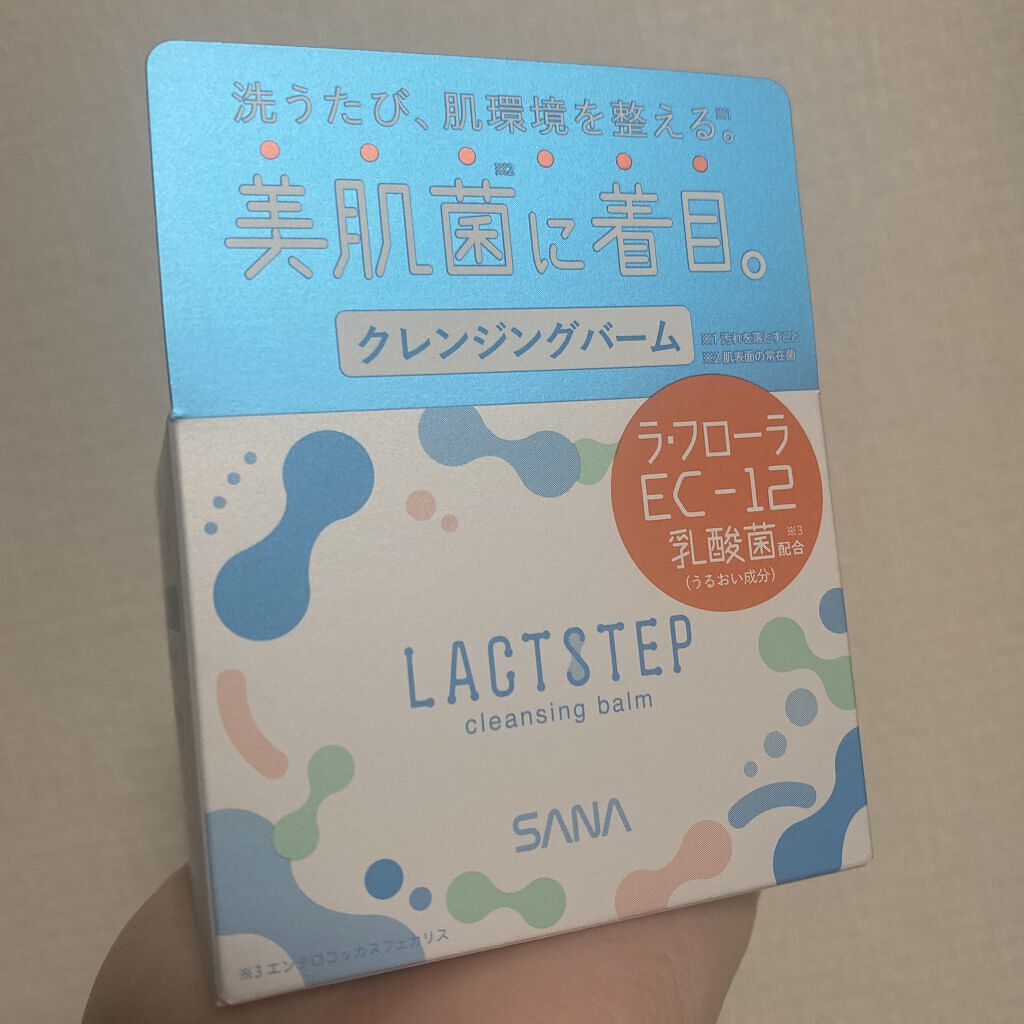 洗うたび、肌環境を整える。※1
美肌菌※2に着目。
クレンジングバーム
※1 汚れを落とすこと
※2 肌表面の常在菌
ラ・フローラ
EC-12
乳酸菌※3配合
(うるおい成分)
LACTSTEP
cleansing balm
SANA
※3 エンテロコッカスフェカリス